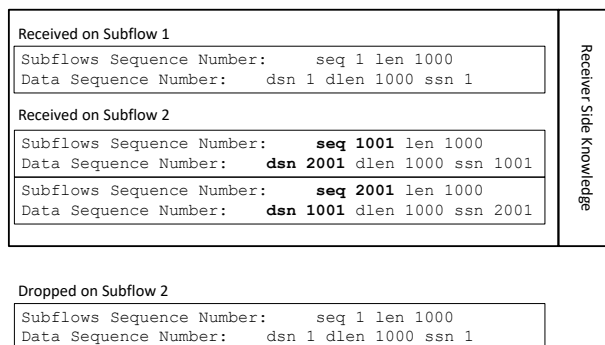 Received on Subflow 1
Subflows Sequence Number: seq 1 len 1000
Data Sequence Number: dsn 1 dlen 1000 ssn 1
Received on Subflow 2
Subflows Sequence Number: seq 1001 len 1000
Data Sequence Number: dsn 2001 dlen 1000 ssn 1001
Subflows Sequence Number: seq 2001 len 1000
Data Sequence Number: dsn 1001 dlen 1000 ssn 2001
Receiver Side Knowledge
Dropped on Subflow 2
Subflows Sequence Number: seq 1 len 1000
Data Sequence Number: dsn 1 dlen 1000 ssn 1